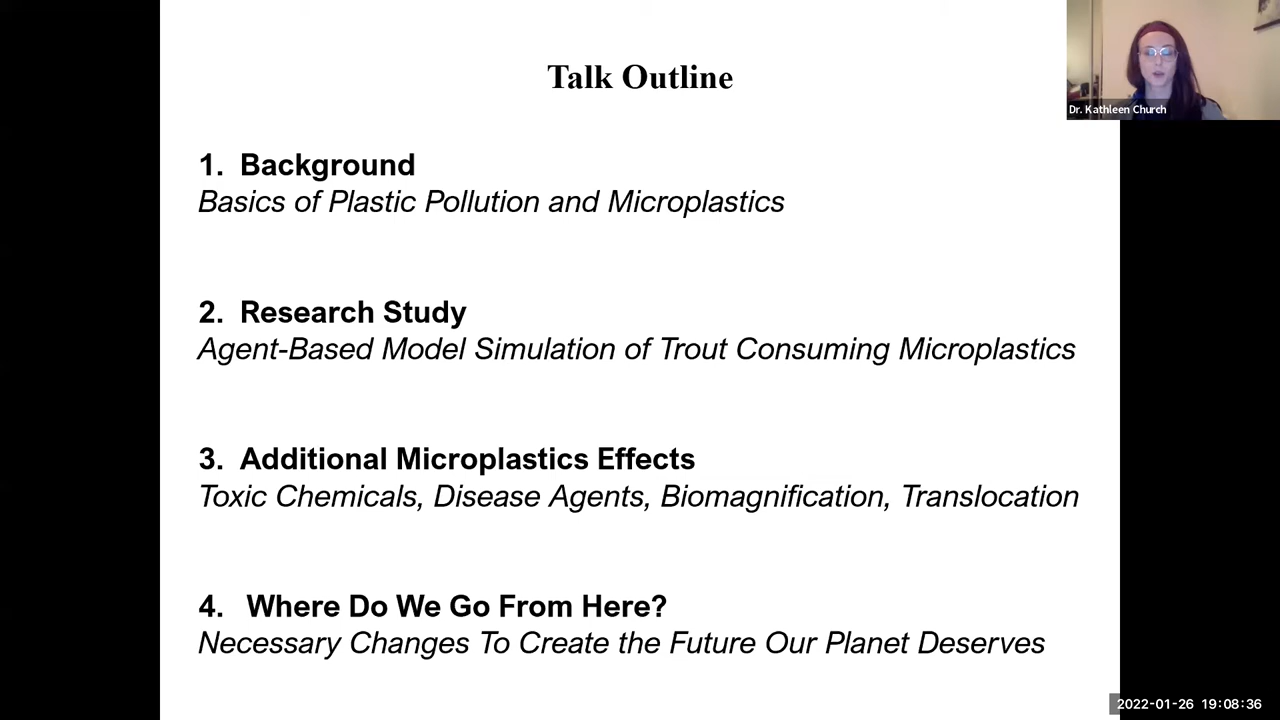 Talk Outline
Dr. Kathleen Church
1. Background
Basics of Plastic Pollution and Microplastics
2. Research Study
Agent-Based Model Simulation of Trout Consuming Microplastics
3. Additional Microplastics Effects
Toxic Chemicals, Disease Agents, Biomagnification, Translocation
4. Where Do We Go From Here?
Necessary Changes To Create the Future Our Planet Deserves
2022-01-26 19:08:36